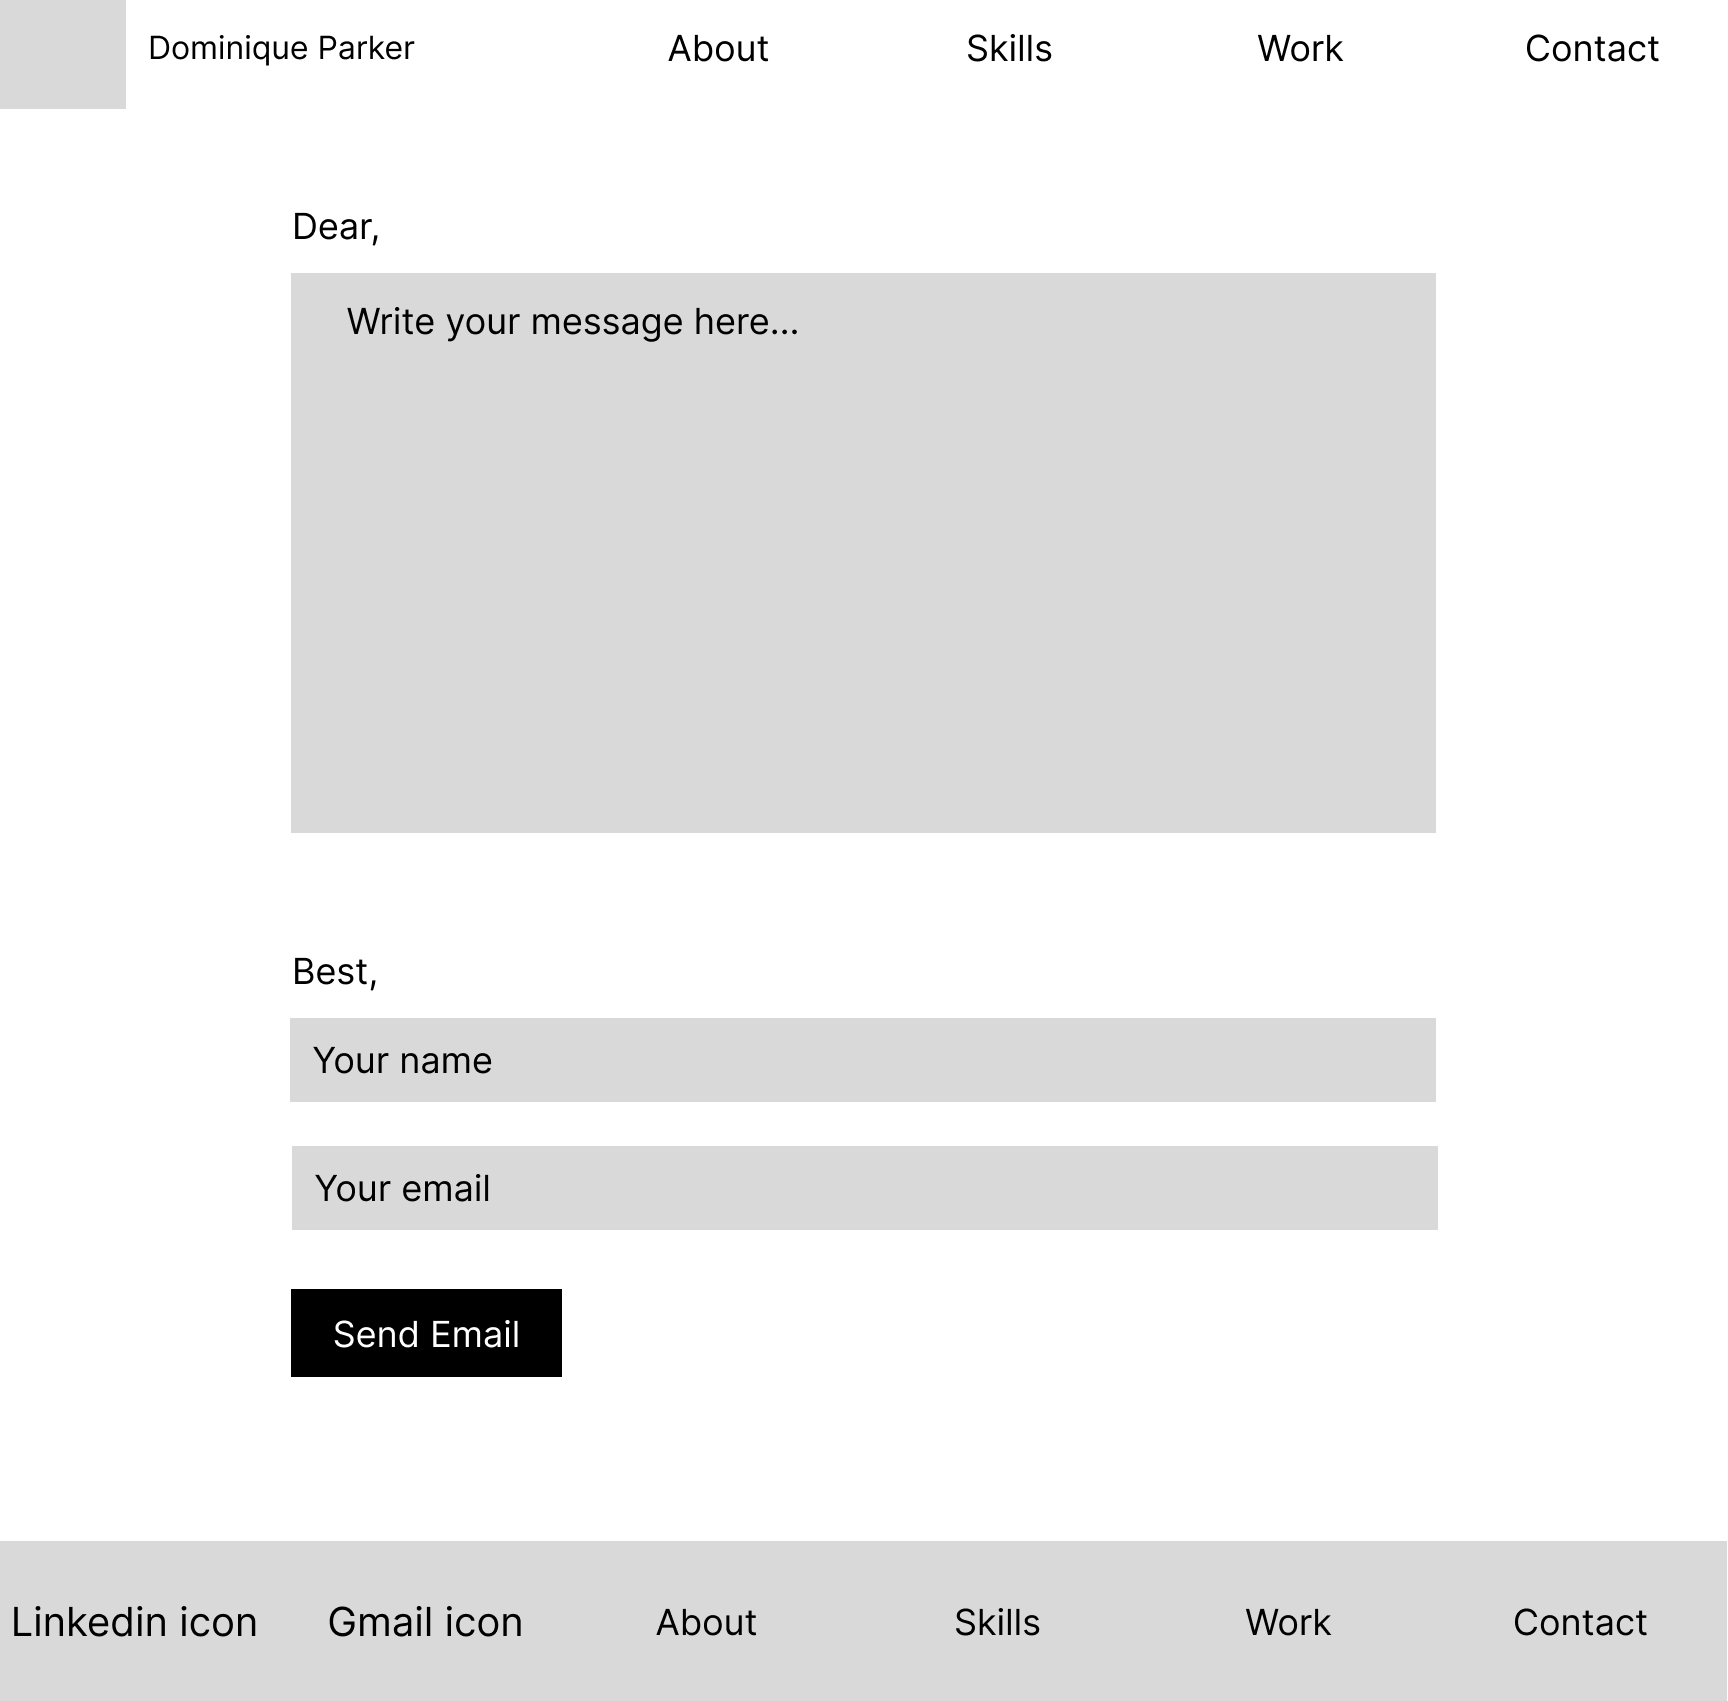 Dominique Parker About Skills Work Contact
Dear,
Write your message here...
Best,
Your name
Your email
Send Email
Linkedin icon Gmail icon About Skills Work Contact